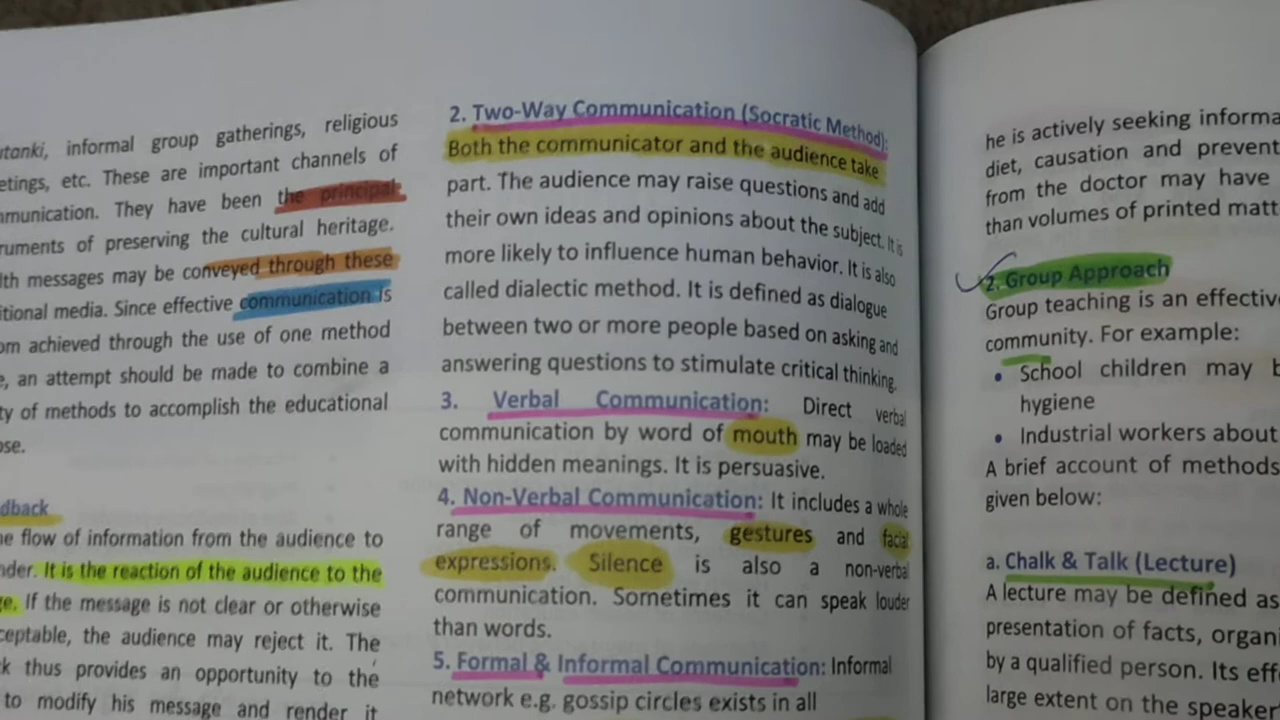 utanki, informal group gatherings, religious
etings, etc. These are important channels of
mmunication. They have been the principal
ruments of preserving the cultural heritage.
lth messages may be conveyed through these
itional media. Since effective communication is
om achieved through the use of one method
e, an attempt should be made to combine a
ty of methods to accomplish the educational
ose.
dback
he flow of information from the audience to
nder. It is the reaction of the audience to the
ge. If the message is not clear or otherwise
ceptable, the audience may reject it. The
ck thus provides an opportunity to the
to modify his message and render it
2. Two-Way Communication (Socratic Method):
Both the communicator and the audience take
part. The audience may raise questions and add
their own ideas and opinions about the subject. It is
more likely to influence human behavior. It is also
called dialectic method. It is defined as dialogue
between two or more people based on asking and
answering questions to stimulate critical thinking.
3. Verbal Communication: Direct verbal
communication by word of mouth may be loaded
with hidden meanings. It is persuasive.
4. Non-Verbal Communication: It includes a whole
range of movements, gestures and facial
expressions. Silence is also a non-verbal
communication. Sometimes it can speak louder
than words.
5. Formal & Informal Communication: Informal
network e.g. gossip circles exists in all
he is actively seeking informa
diet, causation and prevent
from the doctor may have
than volumes of printed matt
2. Group Approach
Group teaching is an effective
community. For example:
• School children may b
hygiene
• Industrial workers about
A brief account of methods
given below:
a. Chalk & Talk (Lecture)
A lecture may be defined as
presentation of facts, organi
by a qualified person. Its eff
large extent on the speaker